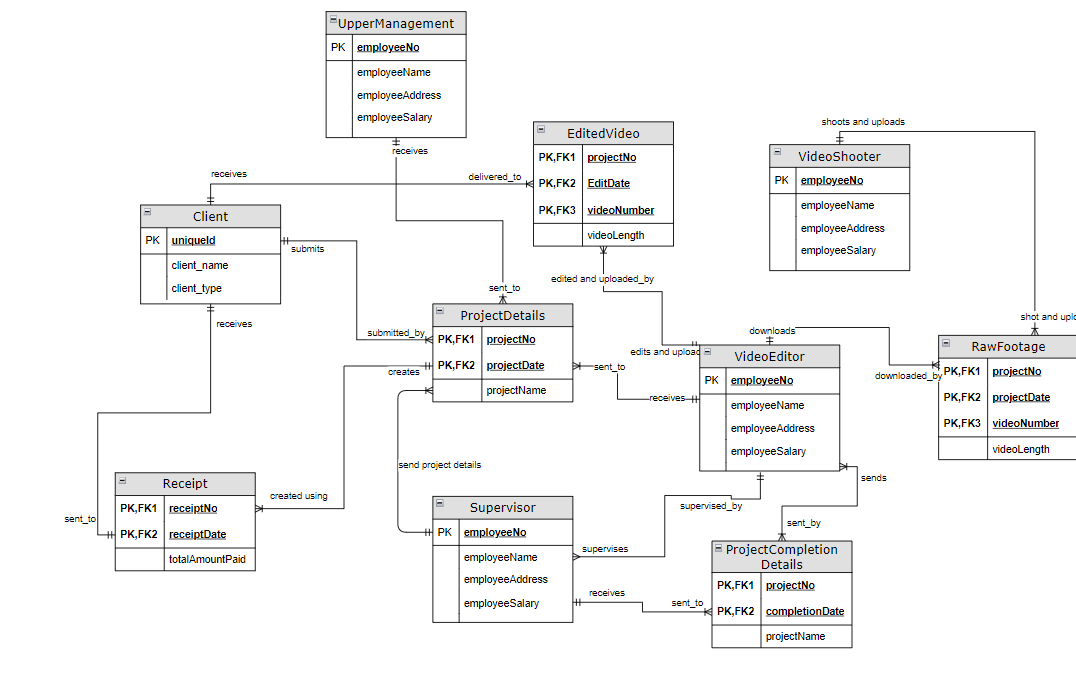 UpperManagement
PK employeeNo
employeeName
employeeAddress
employeeSalary
receives
EditedVideo
PK,FK1 projectNo
PK,FK2 EditDate
PK,FK3 videoNumber
videoLength
shoots and uploads
VideoShooter
PK employeeNo
employeeName
employeeAddress
employeeSalary
receives
delivered_to
Client
PK uniqueId
client_name
client_type
submits
receives
edited and uploaded_by
sent_to
submitted_by
creates
ProjectDetails
PK,FK1 projectNo
PK,FK2 projectDate
projectName
sent_to
receives
edits and upload
downloads
VideoEditor
PK employeeNo
employeeName
employeeAddress
employeeSalary
shot and uplo
downloaded_by
RawFootage
PK,FK1 projectNo
PK,FK2 projectDate
PK,FK3 videoNumber
videoLength
send project details
sends
supervised_by
sent_by
Receipt
PK,FK1 receiptNo
PK,FK2 receiptDate
totalAmountPaid
sent_to
created using
Supervisor
PK employeeNo
employeeName
employeeAddress
employeeSalary
supervises
receives
sent_to
ProjectCompletion
Details
PK,FK1 projectNo
PK,FK2 completionDate
projectName